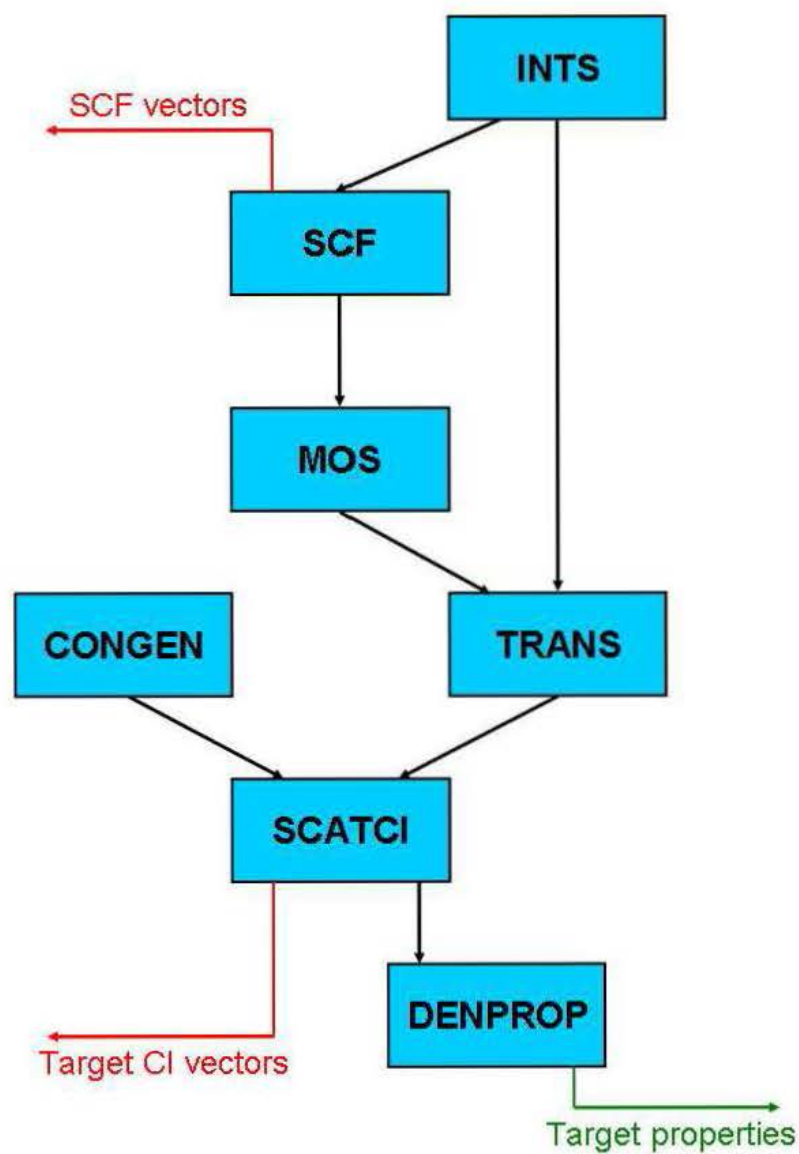 INTS
SCF vectors
SCF
MOS
CONGEN
TRANS
SCATCI
DENPROP
Target CI vectors
Target properties